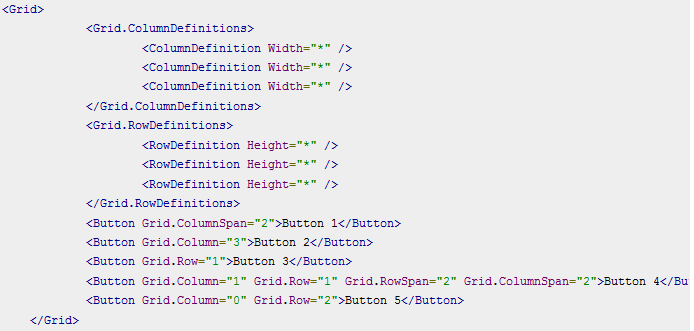 <Grid>
<Grid.ColumnDefinitions>
<ColumnDefinition Width="*" />
<ColumnDefinition Width="*" />
<ColumnDefinition Width="*" />
</Grid.ColumnDefinitions>
<Grid.RowDefinitions>
<RowDefinition Height="*" />
<RowDefinition Height="*" />
<RowDefinition Height="*" />
</Grid.RowDefinitions>
<Button Grid.ColumnSpan="2">Button 1</Button>
<Button Grid.Column="3">Button 2</Button>
<Button Grid.Row="1">Button 3</Button>
<Button Grid.Column="1" Grid.Row="1" Grid.RowSpan="2" Grid.ColumnSpan="2">Button 4</Bu
<Button Grid.Column="0" Grid.Row="2">Button 5</Button>
</Grid>